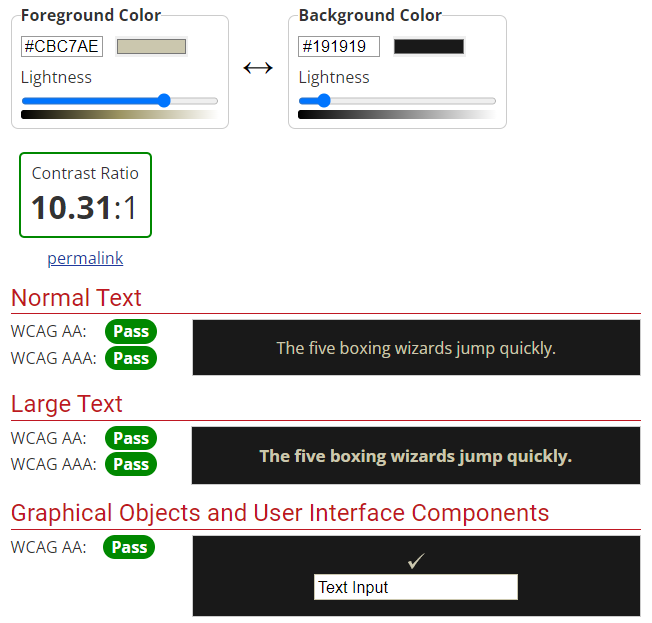 Foreground Color
#CBC7AE
Lightness
Background Color
#191919
Lightness
Contrast Ratio
10.31:1
permalink
Normal Text
WCAG AA: Pass
WCAG AAA: Pass
The five boxing wizards jump quickly.
Large Text
WCAG AA: Pass
WCAG AAA: Pass
The five boxing wizards jump quickly.
Graphical Objects and User Interface Components
WCAG AA: Pass
Text Input